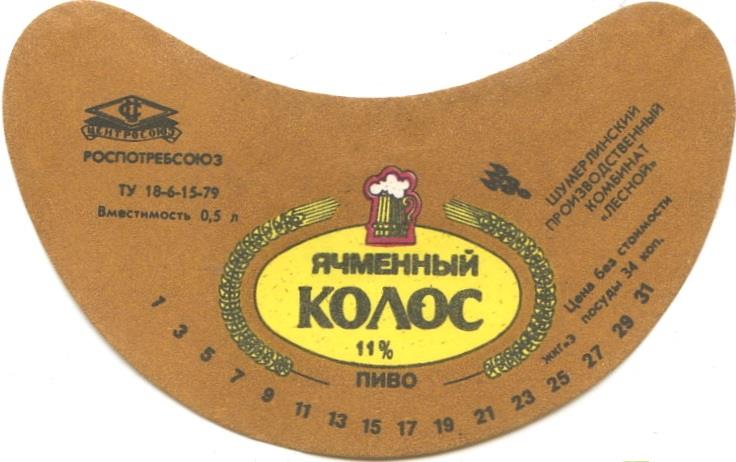 ЦЕНТРОСОЮЗ
РОСПОТРЕБСОЮЗ
ТУ 18-6-15-79
Вместимость 0,5 л
ЯЧМЕННЫЙ
КОЛОС
11%
ПИВО
ШУМЕРЛИНСКИЙ
ПРОИЗВОДСТВЕННЫЙ
КОМБИНАТ
«ЛЕСНОЙ»
Цена без стоимости
посуды 34 коп.
1 3 5 7 9 11 13 15 17 19 21 23 25 27 29 31